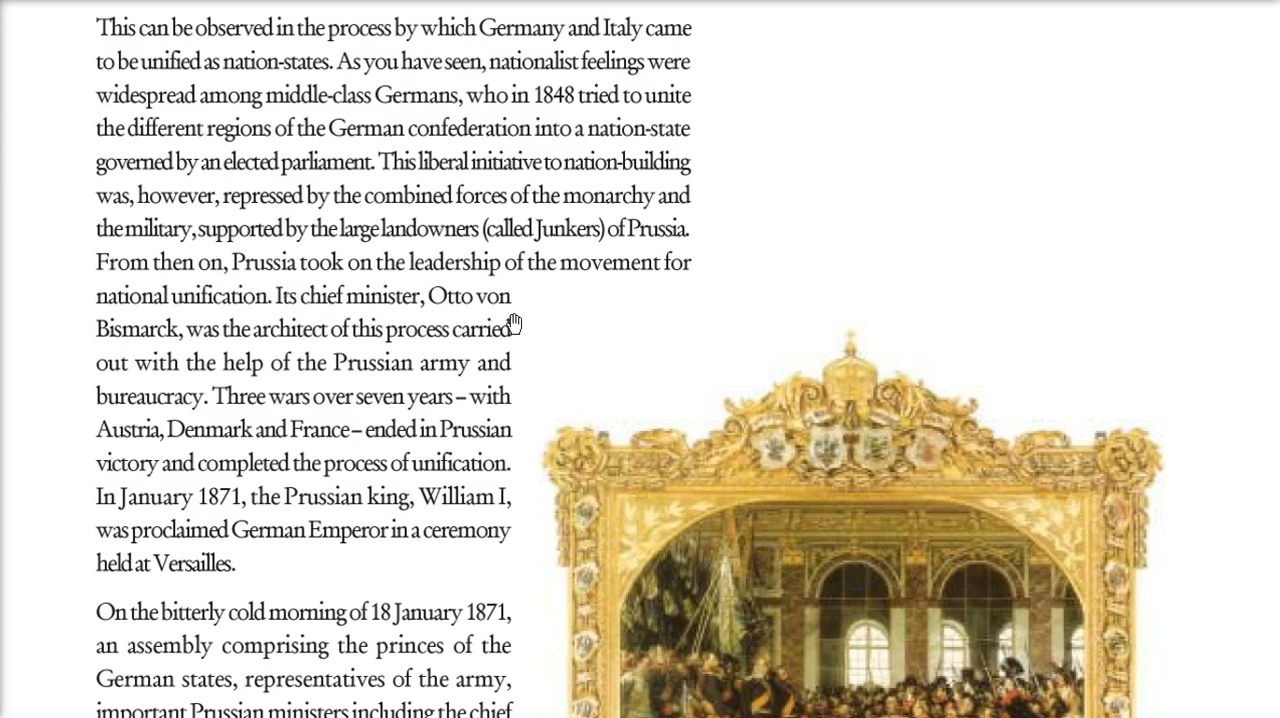 This can be observed in the process by which Germany and Italy came
to be unified as nation-states. As you have seen, nationalist feelings were
widespread among middle-class Germans, who in 1848 tried to unite
the different regions of the German confederation into a nation-state
governed by an elected parliament. This liberal initiative to nation-building
was, however, repressed by the combined forces of the monarchy and
the military, supported by the large landowners (called Junkers) of Prussia.
From then on, Prussia took on the leadership of the movement for
national unification. Its chief minister, Otto von
Bismarck, was the architect of this process carried
out with the help of the Prussian army and
bureaucracy. Three wars over seven years – with
Austria, Denmark and France – ended in Prussian
victory and completed the process of unification.
In January 1871, the Prussian king, William I,
was proclaimed German Emperor in a ceremony
held at Versailles.
On the bitterly cold morning of 18 January 1871,
an assembly comprising the princes of the
German states, representatives of the army,
important Prussian ministers including the chief